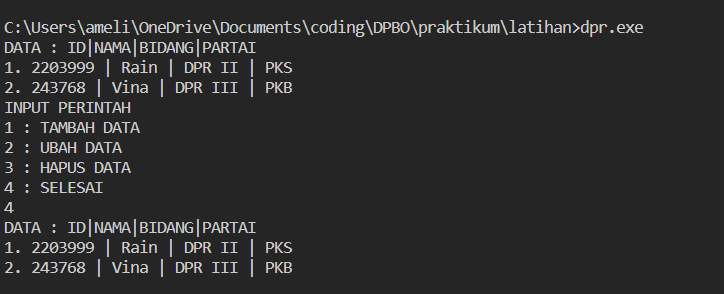 C:\Users\ameli\OneDrive\Documents\coding\DPBO\praktikum\latihan>dpr.exe
DATA : ID|NAMA|BIDANG|PARTAI
1. 2203999 | Rain | DPR II | PKS
2. 243768 | Vina | DPR III | PKB
INPUT PERINTAH
1 : TAMBAH DATA
2 : UBAH DATA
3 : HAPUS DATA
4 : SELESAI
4
DATA : ID|NAMA|BIDANG|PARTAI
1. 2203999 | Rain | DPR II | PKS
2. 243768 | Vina | DPR III | PKB